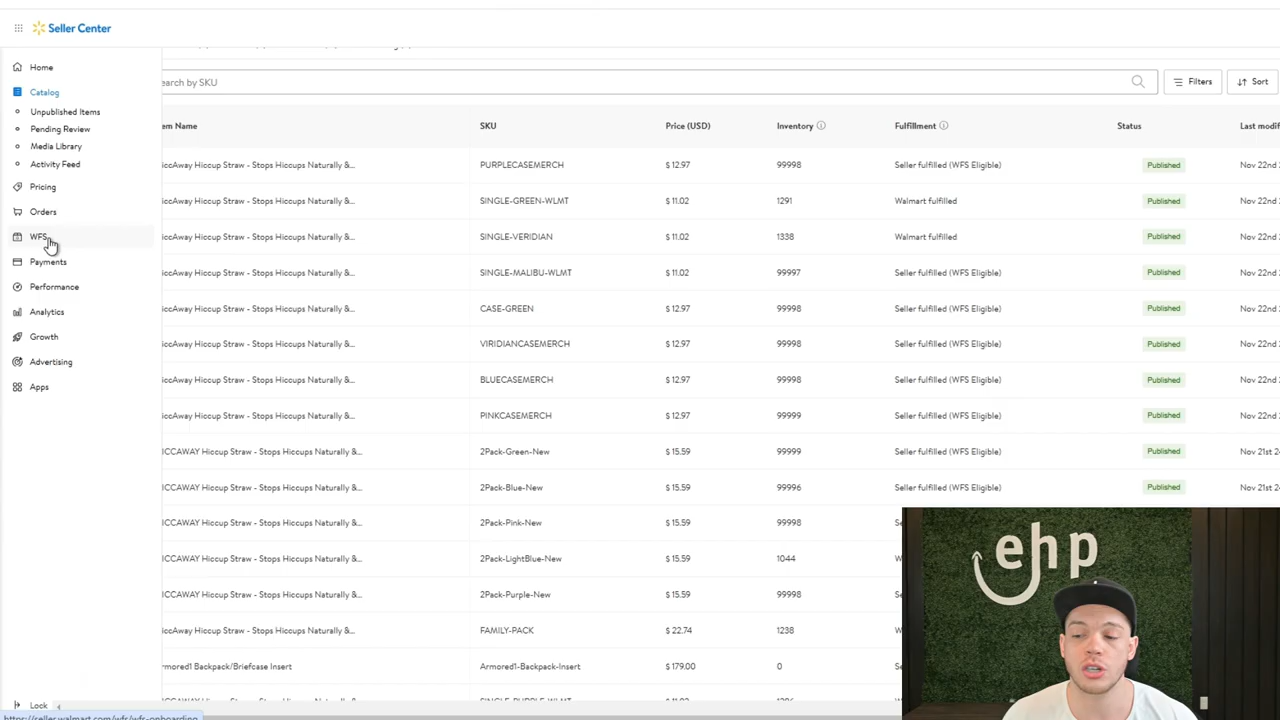 Seller Center
Home
Catalog
Unpublished Items
Pending Review
Media Library
Activity Feed
Pricing
Orders
WFS
Payments
Performance
Analytics
Growth
Advertising
Apps
Lock
https://seller.walmart.com/wfs/wfs-onboarding
earch by SKU
Filters
Sort
em Name SKU Price (USD) Inventory Fulfillment Status Last modif
iccAway Hiccup Straw - Stops Hiccups Naturally &... PURPLECASEMERCH $ 12.97 99998 Seller fulfilled (WFS Eligible) Published Nov 22nd
iccAway Hiccup Straw - Stops Hiccups Naturally &... SINGLE-GREEN-WLMT $ 11.02 1291 Walmart fulfilled Published Nov 22nd
iccAway Hiccup Straw - Stops Hiccups Naturally &... SINGLE-VERIDIAN $ 11.02 1338 Walmart fulfilled Published Nov 22nd
iccAway Hiccup Straw - Stops Hiccups Naturally &... SINGLE-MALIBU-WLMT $ 11.02 99997 Seller fulfilled (WFS Eligible) Published Nov 22nd
iccAway Hiccup Straw - Stops Hiccups Naturally &... CASE-GREEN $ 12.97 99998 Seller fulfilled (WFS Eligible) Published Nov 22nd
iccAway Hiccup Straw - Stops Hiccups Naturally &... VIRIDIANCASEMERCH $ 12.97 99998 Seller fulfilled (WFS Eligible) Published Nov 22nd
iccAway Hiccup Straw - Stops Hiccups Naturally &... BLUECASEMERCH $ 12.97 99998 Seller fulfilled (WFS Eligible) Published Nov 22nd
iccAway Hiccup Straw - Stops Hiccups Naturally &... PINKCASEMERCH $ 12.97 99999 Seller fulfilled (WFS Eligible) Published Nov 22nd
ICCAWAY Hiccup Straw - Stops Hiccups Naturally &... 2Pack-Green-New $ 15.59 99999 Seller fulfilled (WFS Eligible) Published Nov 21st 2
ICCAWAY Hiccup Straw - Stops Hiccups Naturally &... 2Pack-Blue-New $ 15.59 99996 Seller fulfilled (WFS Eligible) Published Nov 21st 2
ICCAWAY Hiccup Straw - Stops Hiccups Naturally &... 2Pack-Pink-New $ 15.59 99998
ICCAWAY Hiccup Straw - Stops Hiccups Naturally &... 2Pack-LightBlue-New $ 15.59 1044
ICCAWAY Hiccup Straw - Stops Hiccups Naturally &... 2Pack-Purple-New $ 15.59 99998
iccAway Hiccup Straw - Stops Hiccups Naturally &... FAMILY-PACK $ 22.74 1238
rmored1 Backpack/Briefcase Insert Armored1-Backpack-Insert $ 179.00 0
ehp